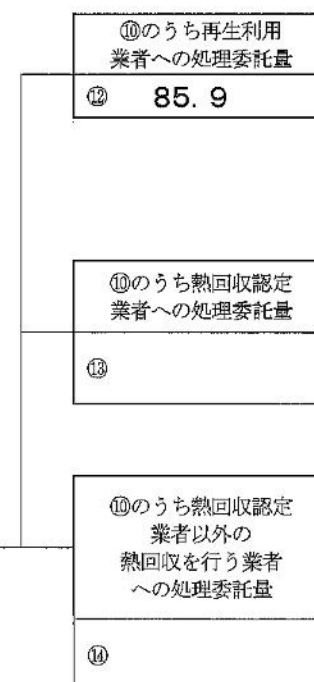 ⑩のうち再生利用
業者への処理委託量
⑫ 85.9
⑩のうち熱回収認定
業者への処理委託量
⑬
⑩のうち熱回収認定
業者以外の
熱回収を行う業者
への処理委託量
⑭